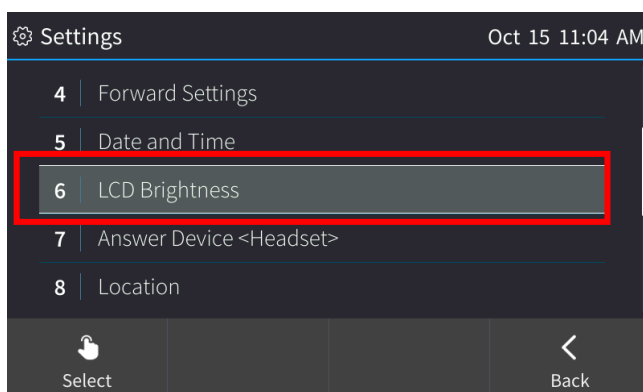 Settings Oct 15 11:04 AM
4 Forward Settings
5 Date and Time
6 LCD Brightness
7 Answer Device <Headset>
8 Location
Select Back